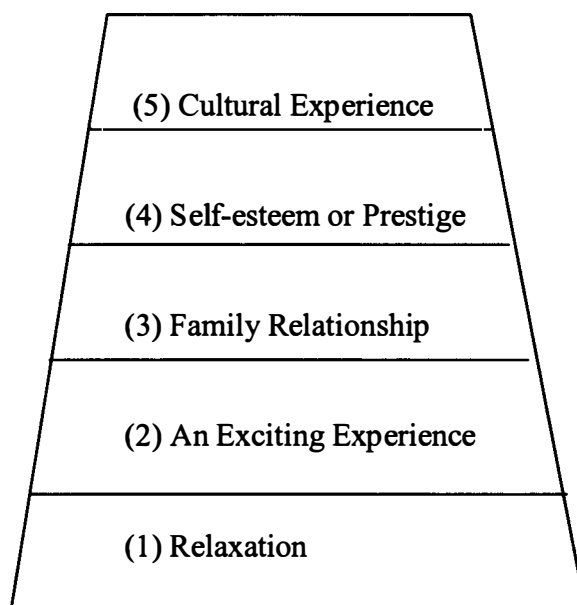 (5) Cultural Experience
(4) Self-esteem or Prestige
(3) Family Relationship
(2) An Exciting Experience
(1) Relaxation